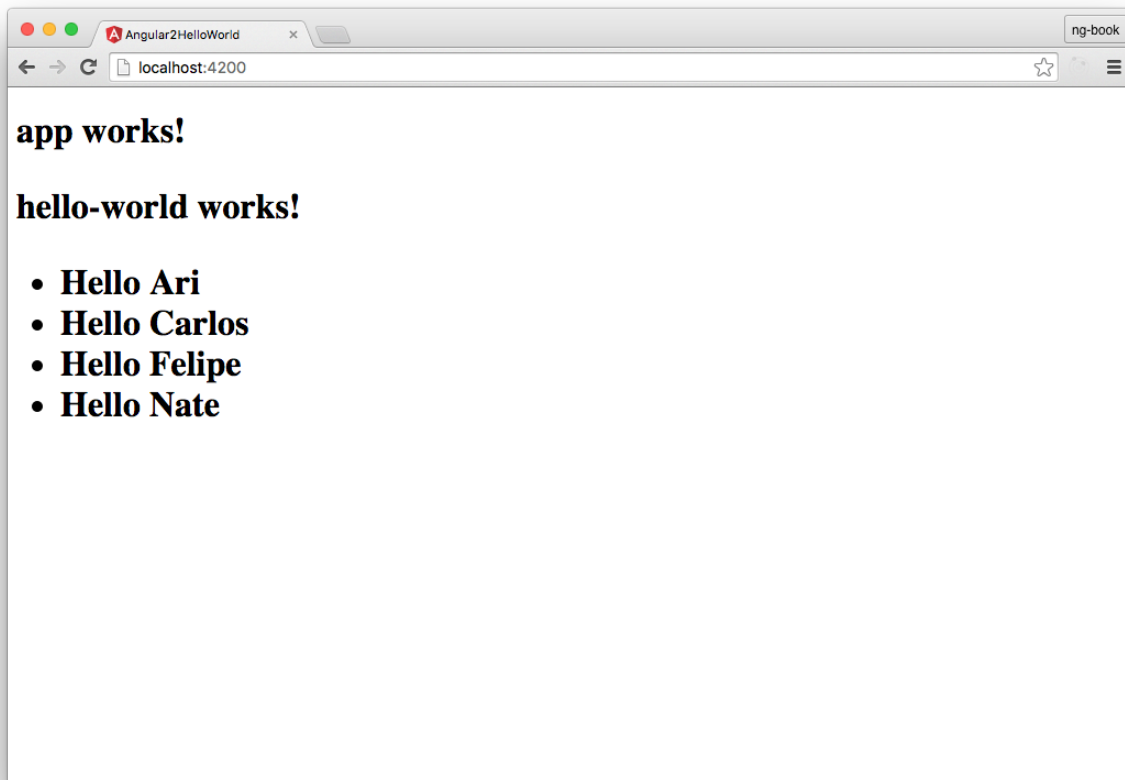 Angular2HelloWorld
ng-book
localhost:4200
app works!
hello-world works!
Hello Ari
Hello Carlos
Hello Felipe
Hello Nate